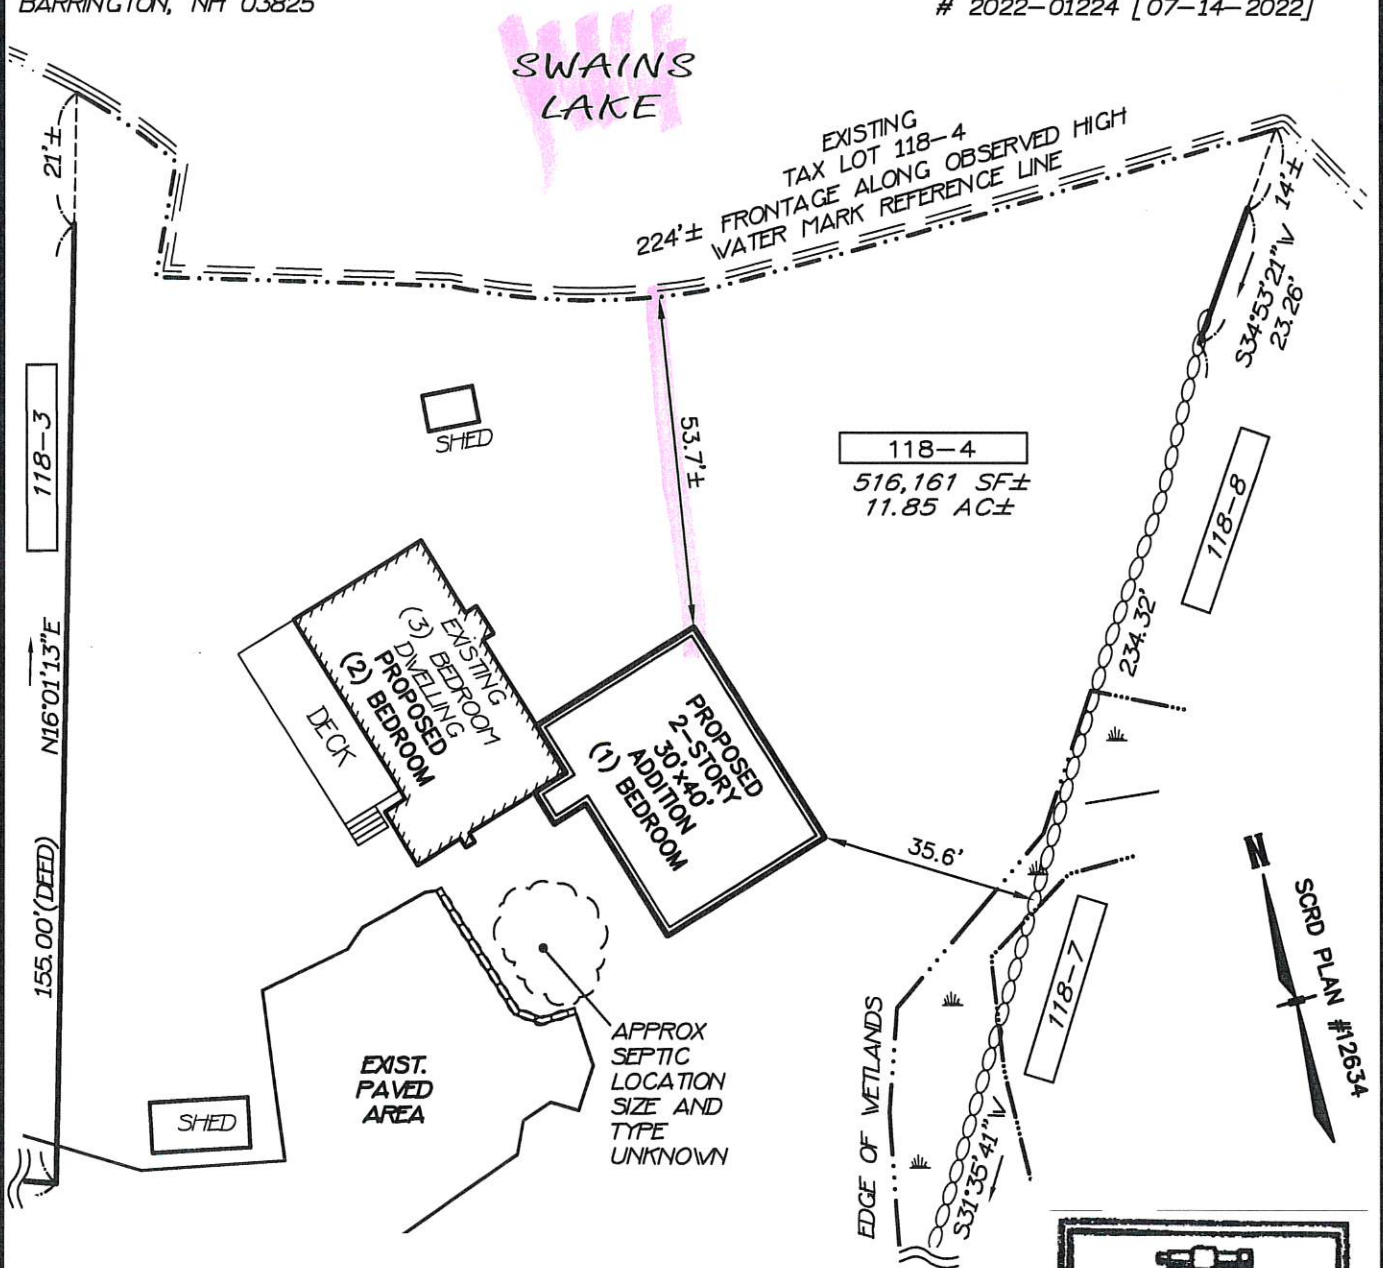 BARRINGTON, NH 03825
# 2022-01224 [07-14-2022]
SWAINS
LAKE
EXISTING
TAX LOT 118-4
224'± FRONTAGE ALONG OBSERVED HIGH
WATER MARK REFERENCE LINE
21'±
14'±
S34°53'21"W
23.26'
118-3
SHED
53.7'±
118-4
516,161 SF±
11.85 AC±
118-8
N16°01'13"E
155.00'(DEED)
234.32'
EXISTING
(3) BEDROOM
DWELLING
PROPOSED
(2) BEDROOM
DECK
PROPOSED
2-STORY
30'X40'
ADDITION
(1) BEDROOM
35.6'
N
SCRD PLAN #12634
118-7
EDGE OF WETLANDS
S31°35'41"W
APPROX
SEPTIC
LOCATION
SIZE AND
TYPE
UNKNOWN
EXIST.
PAVED
AREA
SHED